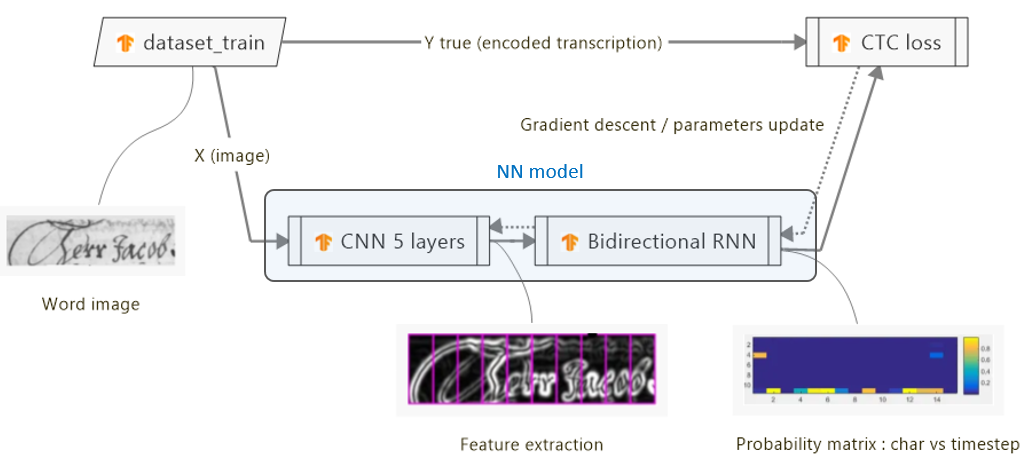 dataset_train
Y true (encoded transcription)
CTC loss
Gradient descent / parameters update
X (image)
NN model
CNN 5 layers
Bidirectional RNN
Herr Jacob.
Word image
Feature extraction
2
4
6
8
10
2
4
6
8
10
12
14
0.8
0.6
0.4
0.2
Probability matrix : char vs timestep